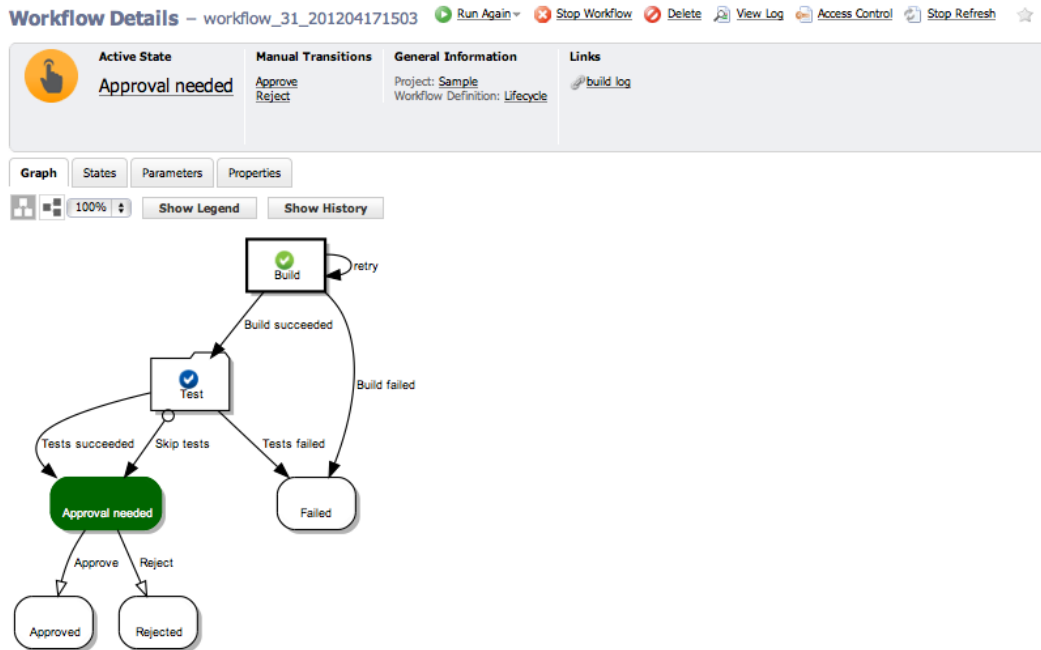 Workflow Details – workflow_31_201204171503 Run Again Stop Workflow Delete View Log Access Control Stop Refresh
Active State Manual Transitions General Information Links
Approval needed Approve Project: Sample build log
Reject Workflow Definition: Lifecycle
Graph States Parameters Properties
100% Show Legend Show History
Build
retry
Build succeeded
Build failed
Test
Tests succeeded Skip tests Tests failed
Approval needed Failed
Approve Reject
Approved Rejected